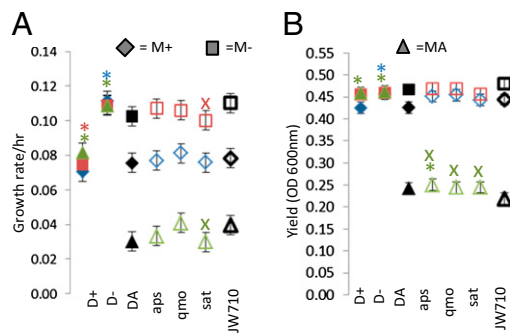 A
◆ = M+ ■ = M-
Growth rate/hr
0.14
0.12
0.10
0.08
0.06
0.04
0.02
0.00
* *
* *
X
X
D+ D- DA aps qmo sat JW710
B
▲ = MA
Yield (OD 600nm)
0.55
0.50
0.45
0.40
0.35
0.30
0.25
0.20
0.15
0.10
0.05
0.00
*
* *
X X X
*
D+ D- DA aps qmo sat JW710